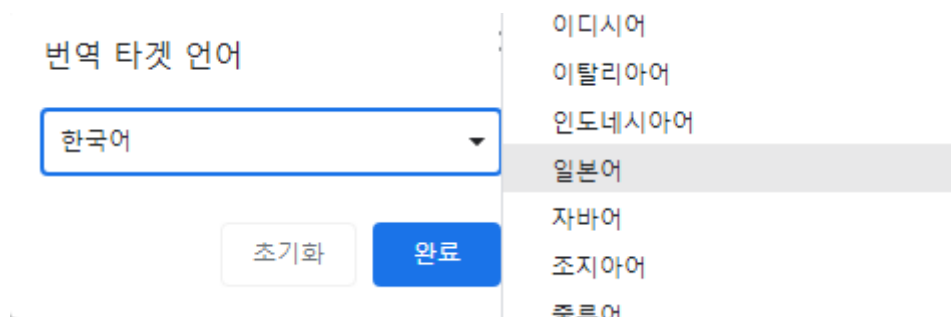 번역 타겟 언어
한국어
초기화
완료
이디시어
이탈리아어
인도네시아어
일본어
자바어
조지아어